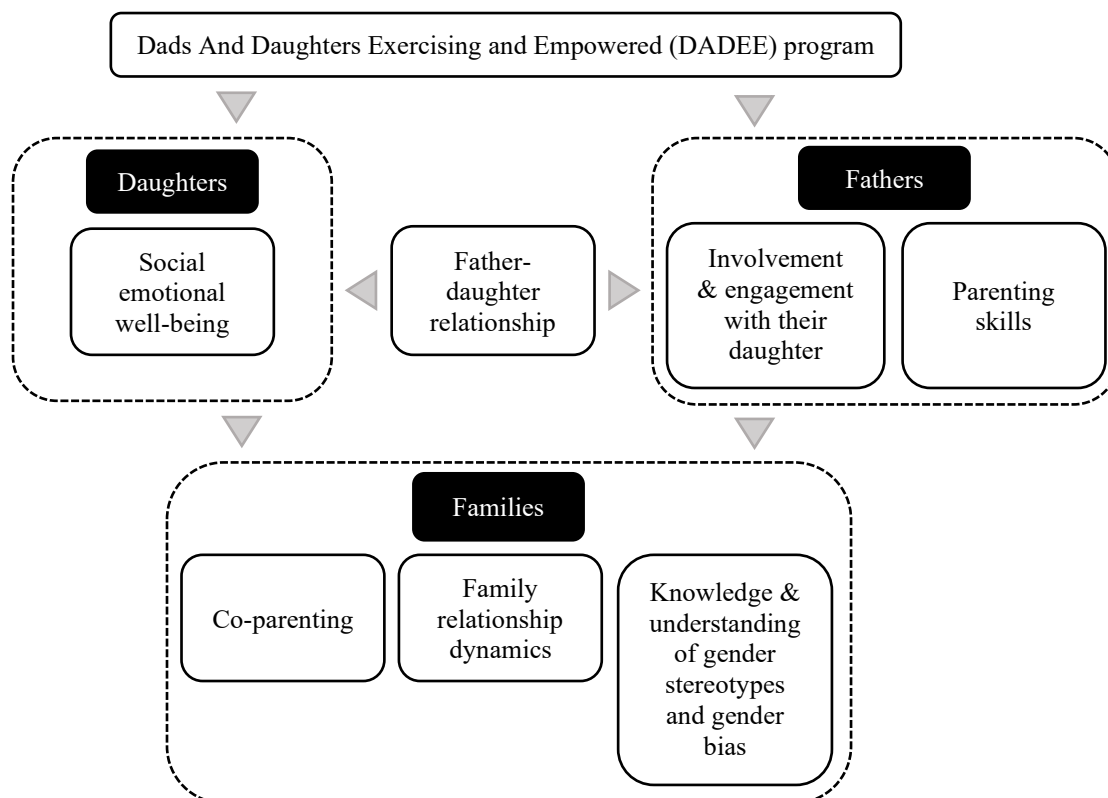 Dads And Daughters Exercising and Empowered (DADEE) program
Daughters
Social
emotional
well-being
Father-
daughter
relationship
Fathers
Involvement
& engagement
with their
daughter
Parenting
skills
Families
Co-parenting
Family
relationship
dynamics
Knowledge &
understanding
of gender
stereotypes
and gender
bias